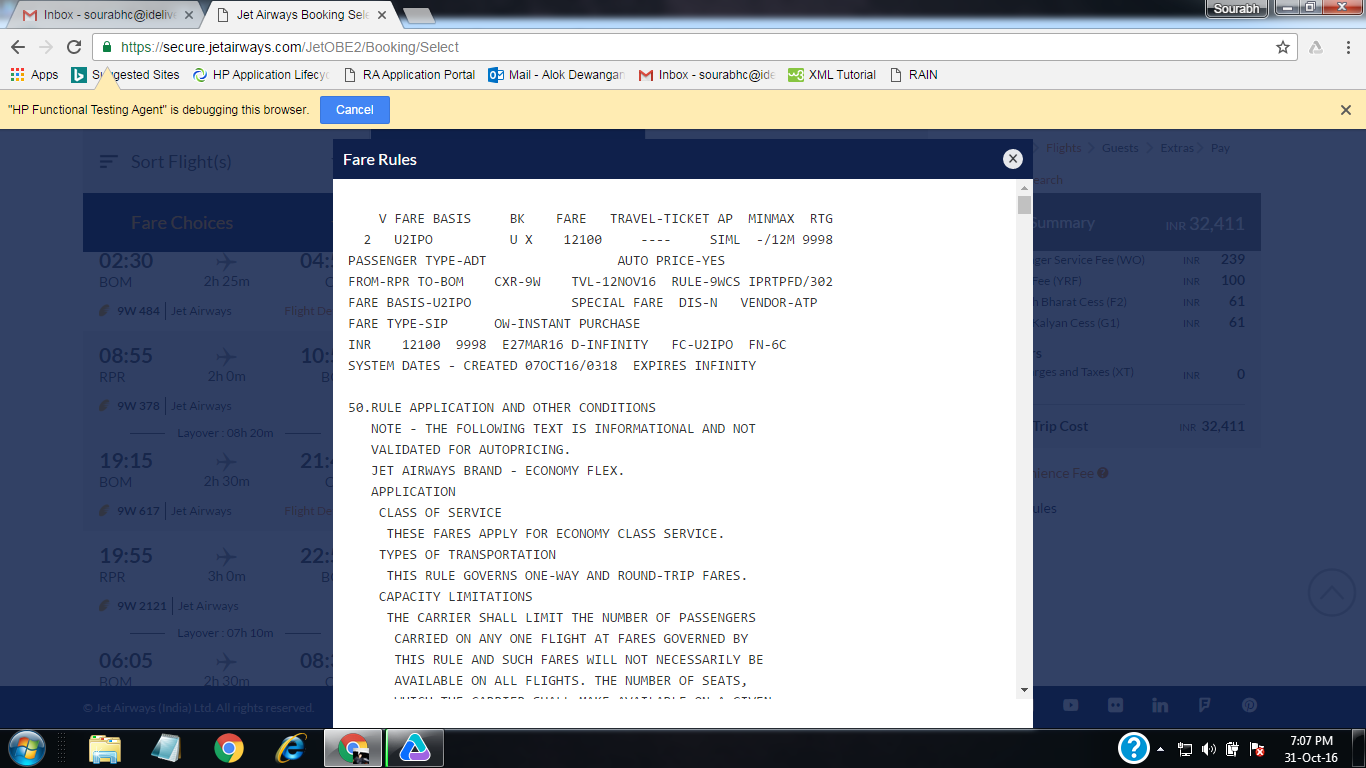 Inbox - sourabhc@idelive
Jet Airways Booking Sele
Sourabh
https://secure.jetairways.com/JetOBE2/Booking/Select
Apps
Suggested Sites
HP Application Lifecyc
RA Application Portal
Mail - Alok Dewangan
Inbox - sourabhc@ide
XML Tutorial
RAIN
"HP Functional Testing Agent" is debugging this browser.
Cancel
Sort Flight(s)
Flights
Guests
Extras
Pay
Fare Rules
Fare Choices
Summary
INR 32,411
V FARE BASIS BK FARE TRAVEL-TICKET AP MINMAX RTG
2 U2IPO U X 12100 ---- SIML -/12M 9998
PASSENGER TYPE-ADT AUTO PRICE-YES
FROM-RPR TO-BOM CXR-9W TVL-12NOV16 RULE-9WCS IPRTPFD/302
FARE BASIS-U2IPO SPECIAL FARE DIS-N VENDOR-ATP
FARE TYPE-SIP OW-INSTANT PURCHASE
INR 12100 9998 E27MAR16 D-INFINITY FC-U2IPO FN-6C
SYSTEM DATES - CREATED 07OCT16/0318 EXPIRES INFINITY
50.RULE APPLICATION AND OTHER CONDITIONS
NOTE - THE FOLLOWING TEXT IS INFORMATIONAL AND NOT
VALIDATED FOR AUTOPRICING.
JET AIRWAYS BRAND - ECONOMY FLEX.
APPLICATION
CLASS OF SERVICE
THESE FARES APPLY FOR ECONOMY CLASS SERVICE.
TYPES OF TRANSPORTATION
THIS RULE GOVERNS ONE-WAY AND ROUND-TRIP FARES.
CAPACITY LIMITATIONS
THE CARRIER SHALL LIMIT THE NUMBER OF PASSENGERS
CARRIED ON ANY ONE FLIGHT AT FARES GOVERNED BY
THIS RULE AND SUCH FARES WILL NOT NECESSARILY BE
AVAILABLE ON ALL FLIGHTS. THE NUMBER OF SEATS,
WHICH THE CARRIER SHALL MAKE AVAILABLE ON A GIVEN
02:30
BOM
2h 25m
9W 484 Jet Airways
Flight De
08:55
RPR
2h 0m
9W 378 Jet Airways
Layover : 08h 20m
19:15
BOM
2h 30m
9W 617 Jet Airways
Flight De
19:55
RPR
3h 0m
22:
9W 2121 Jet Airways
Layover : 07h 10m
06:05
BOM
2h 30m
ger Service Fee (WO) INR 239
Fee (YRF) INR 100
h Bharat Cess (F2) INR 61
Kalyan Cess (G1) INR 61
rges and Taxes (XT) INR 0
Trip Cost INR 32,411
nience Fee
ules
© Jet Airways (India) Ltd. All rights reserved.
7:07 PM
31-Oct-16